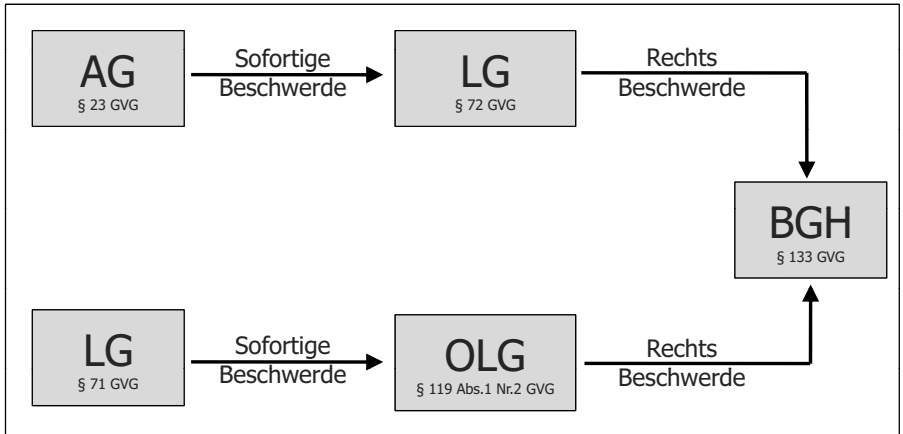 AG
§ 23 GVG
Sofortige
Beschwerde
LG
§ 72 GVG
Rechts
Beschwerde
BGH
§ 133 GVG
LG
§ 71 GVG
Sofortige
Beschwerde
OLG
§ 119 Abs.1 Nr.2 GVG
Rechts
Beschwerde